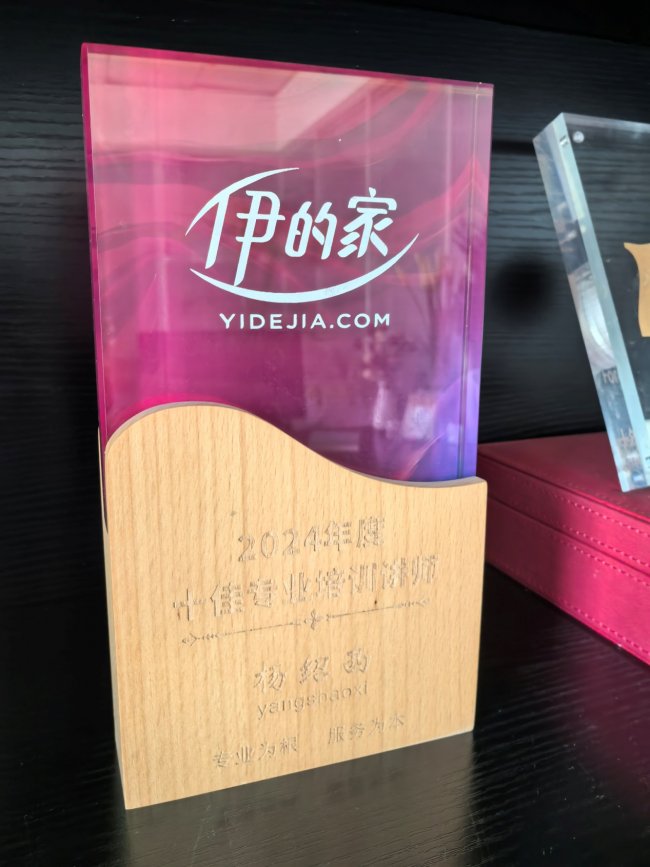 伊的家
YIDEJIA.COM
2024年度
十佳专业培训讲师
杨绍
yangshaoxi
专业为根 服务为本